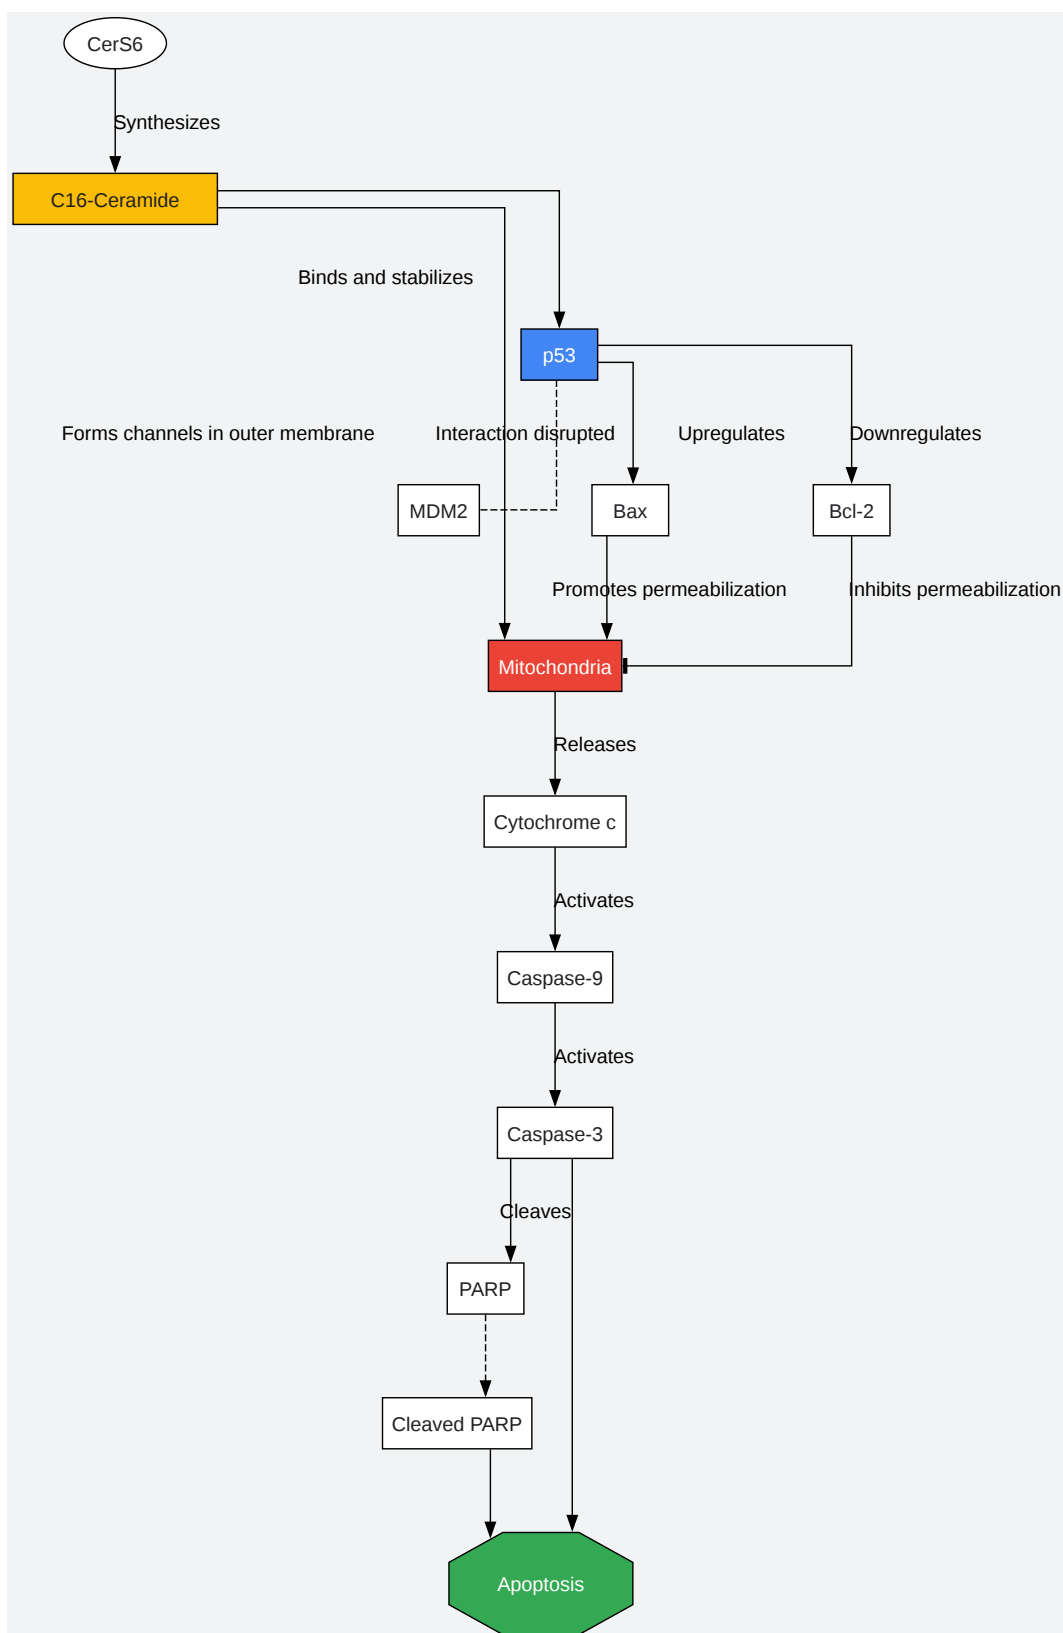 CerS6
Synthesizes
C16-Ceramide
Binds and stabilizes
p53
Forms channels in outer membrane
Interaction disrupted
Upregulates
Downregulates
MDM2
Bax
Bcl-2
Promotes permeabilization
Inhibits permeabilization
Mitochondria
Releases
Cytochrome c
Activates
Caspase-9
Activates
Caspase-3
Cleaves
PARP
Cleaved PARP
Apoptosis